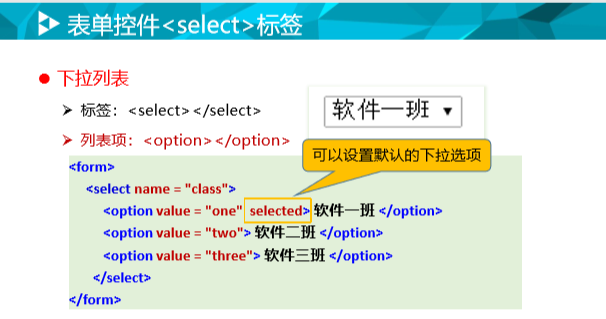 表单控件<select>标签
下拉列表
标签：<select></select>
软件一班
列表项：<option></option>
可以设置默认的下拉选项
<form>
<select name = "class">
<option value = "one" selected> 软件一班 </option>
<option value = "two"> 软件二班 </option>
<option value = "three"> 软件三班 </option>
</select>
</form>